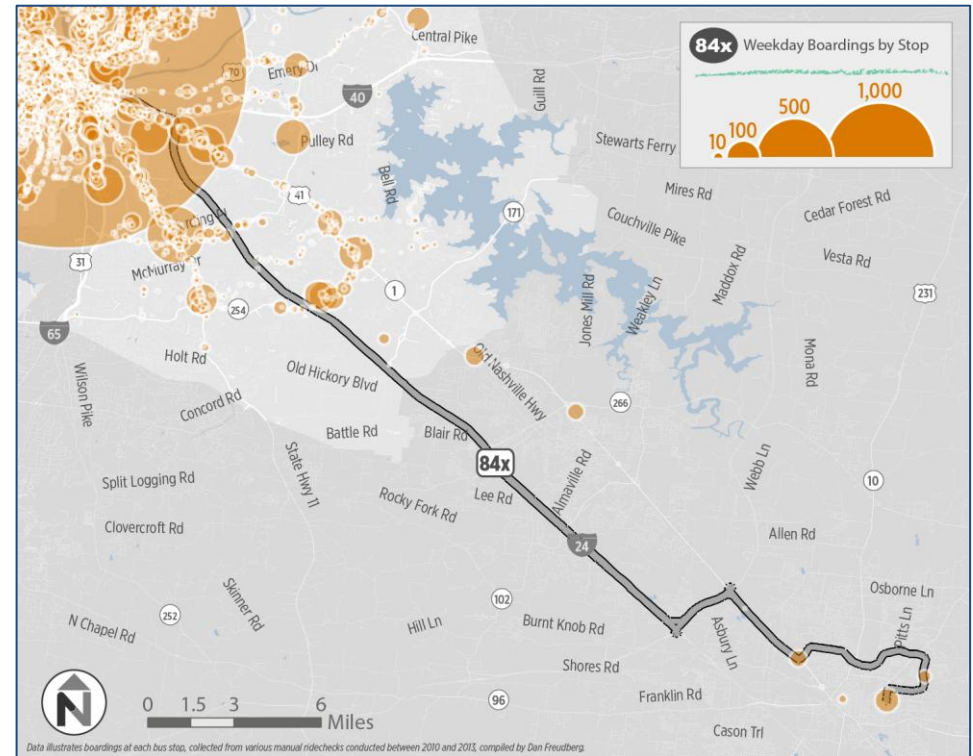 84x Weekday Boardings by Stop
10 100 500 1,000
Central Pike
70
Emery Dr
40
Guill Rd
Pulley Rd
Stewarts Ferry
Bell Rd
Mires Rd
41
Cedar Forest Rd
171
Couchville Pike
31
McMurray Dr
Vesta Rd
Maddox Rd
Jones Mill Rd
Weakley Ln
231
1
254
65
Holt Rd
Old Nashville Hwy
Mona Rd
Wilson Pike
Old Hickory Blvd
Concord Rd
266
Battle Rd
Blair Rd
State Hwy 11
Webb Ln
84x
Almaville Rd
Split Logging Rd
Lee Rd
10
Rocky Fork Rd
Clovercroft Rd
24
Allen Rd
Skinner Rd
Osborne Ln
102
Pitts Ln
252
N Chapel Rd
Hill Ln
Burnt Knob Rd
Asbury Ln
Shores Rd
N
96
Franklin Rd
0 1.5 3 6
Miles
Cason Trl
Data illustrates boardings at each bus stop, collected from various manual ridechecks conducted between 2010 and 2013, compiled by Dan Freudberg.